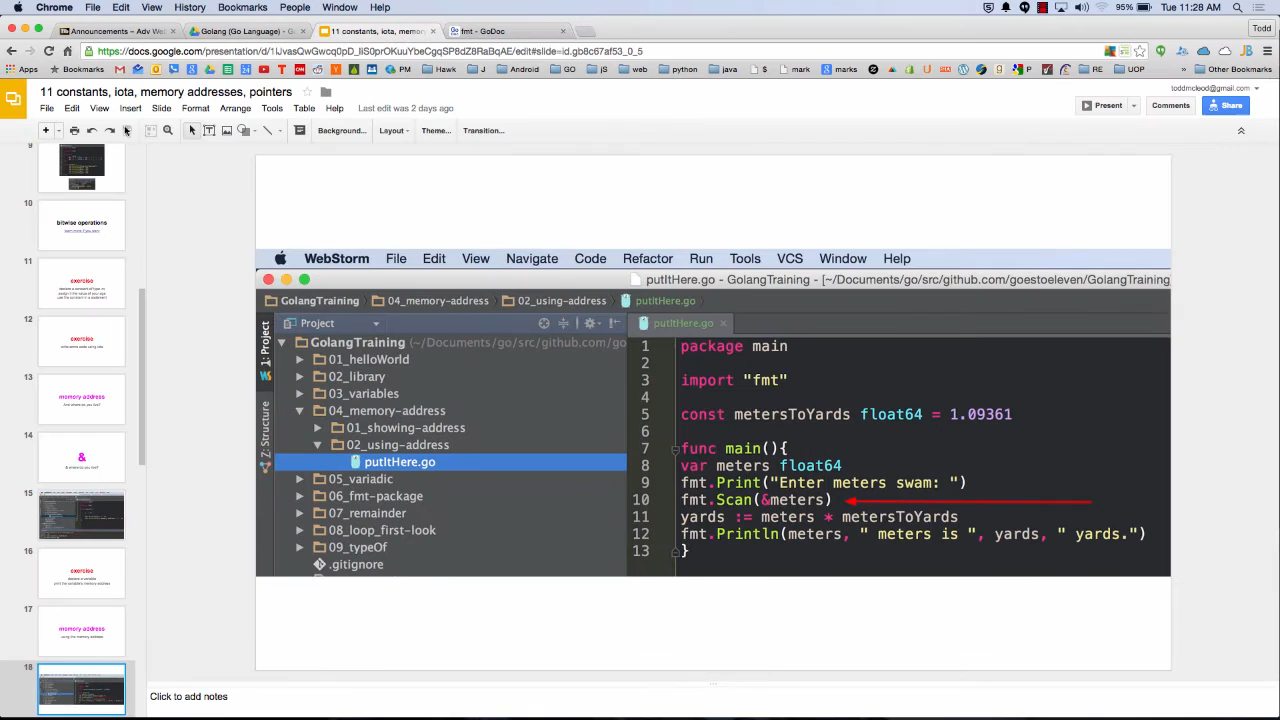 Chrome File Edit View History Bookmarks People Window Help 95% Fri 11:28 AM
Announcements – Adv Web Golang (Go Language) - Go 11 constants, iota, memory fmt - GoDoc Todd
https://docs.google.com/presentation/d/
Apps Bookmarks PM Hawk J Android GO JS web python java $ mark marks RE UOP Other Bookmarks
11 constants, iota, memory addresses, pointers
toddmcleod@gmail.com
File Edit View Insert Slide Format Arrange Tools Table Help Last edit was 2 days ago
Present Comments Share
Background... Layout Theme... Transition...
9
10
bitwise operations
11
exercise
12
exercise
13
memory address
14
&
15
16
exercise
17
memory address
using the memory address
18
WebStorm File Edit View Navigate Code Refactor Run Tools VCS Window Help
putItHere.go - GolangTraining - [~/Documents/go/src/github.com/goestoeleven/GolangTraining
GolangTraining 04_memory-address 02_using-address putItHere.go
1: Project
Z: Structure
Project
GolangTraining (~/Documents/go/src/github.com/go
01_helloWorld
02_library
03_variables
04_memory-address
01_showing-address
02_using-address
putItHere.go
05_variadic
06_fmt-package
07_remainder
08_loop_first-look
09_typeOf
.gitignore
putItHere.go
1 package main
2
3 import "fmt"
4
5 const metersToYards float64 = 1.09361
6
7 func main(){
8 var meters float64
9 fmt.Print("Enter meters swam: ")
10 fmt.Scan(&meters)
11 yards := meters * metersToYards
12 fmt.Println(meters, " meters is ", yards, " yards.")
13 }
Click to add notes